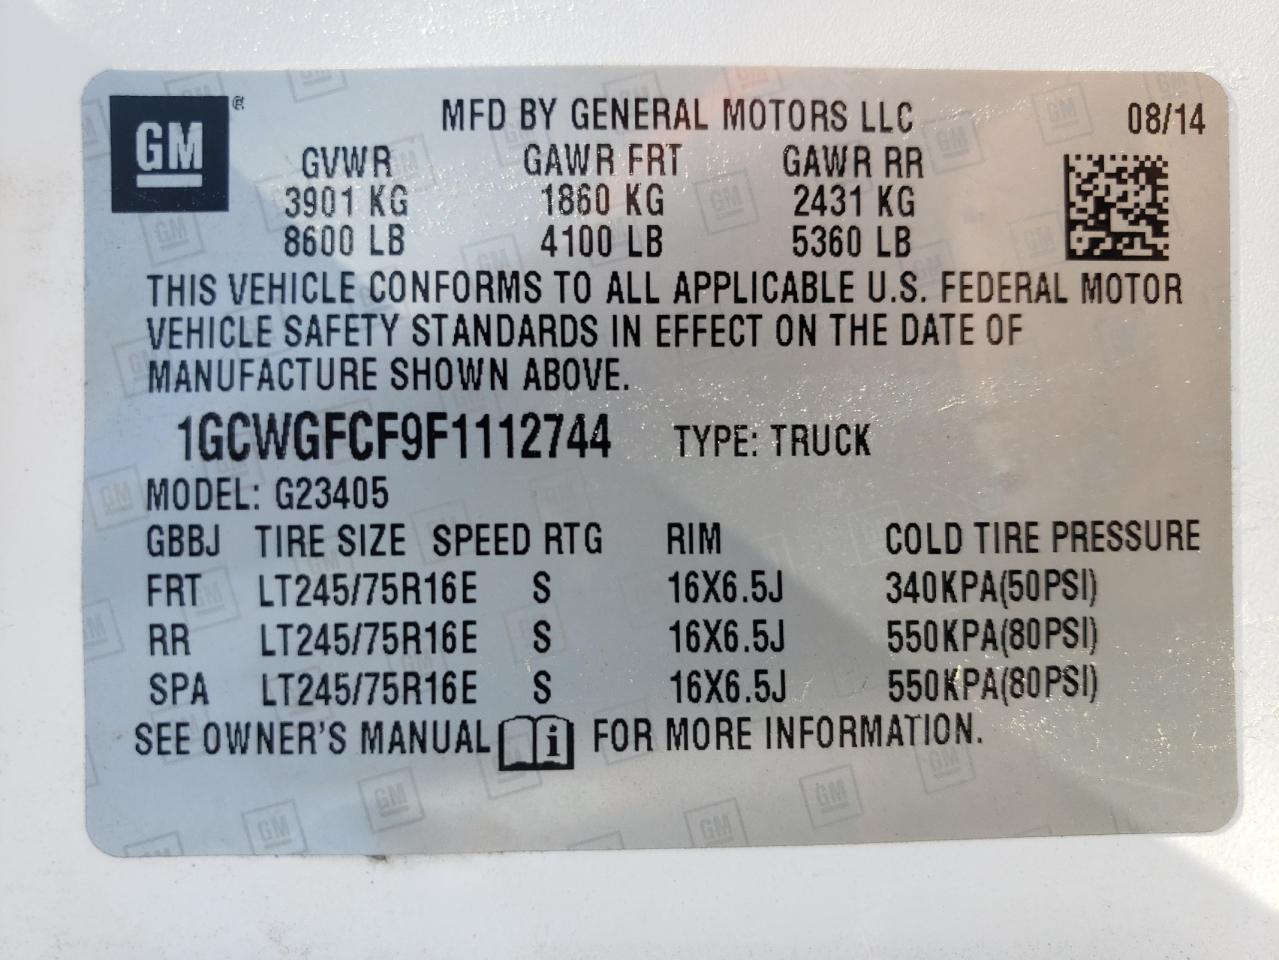 GM ®
MFD BY GENERAL MOTORS LLC 08/14
GVWR GAWR FRT GAWR RR
3901 KG 1860 KG 2431 KG
8600 LB 4100 LB 5360 LB
THIS VEHICLE CONFORMS TO ALL APPLICABLE U.S. FEDERAL MOTOR
VEHICLE SAFETY STANDARDS IN EFFECT ON THE DATE OF
MANUFACTURE SHOWN ABOVE.
1GCWGFCF9F1112744 TYPE: TRUCK
MODEL: G23405
GBBJ TIRE SIZE SPEED RTG RIM COLD TIRE PRESSURE
FRT LT245/75R16E S 16X6.5J 340KPA(50PSI)
RR LT245/75R16E S 16X6.5J 550KPA(80PSI)
SPA LT245/75R16E S 16X6.5J 550KPA(80PSI)
SEE OWNER'S MANUAL i FOR MORE INFORMATION.